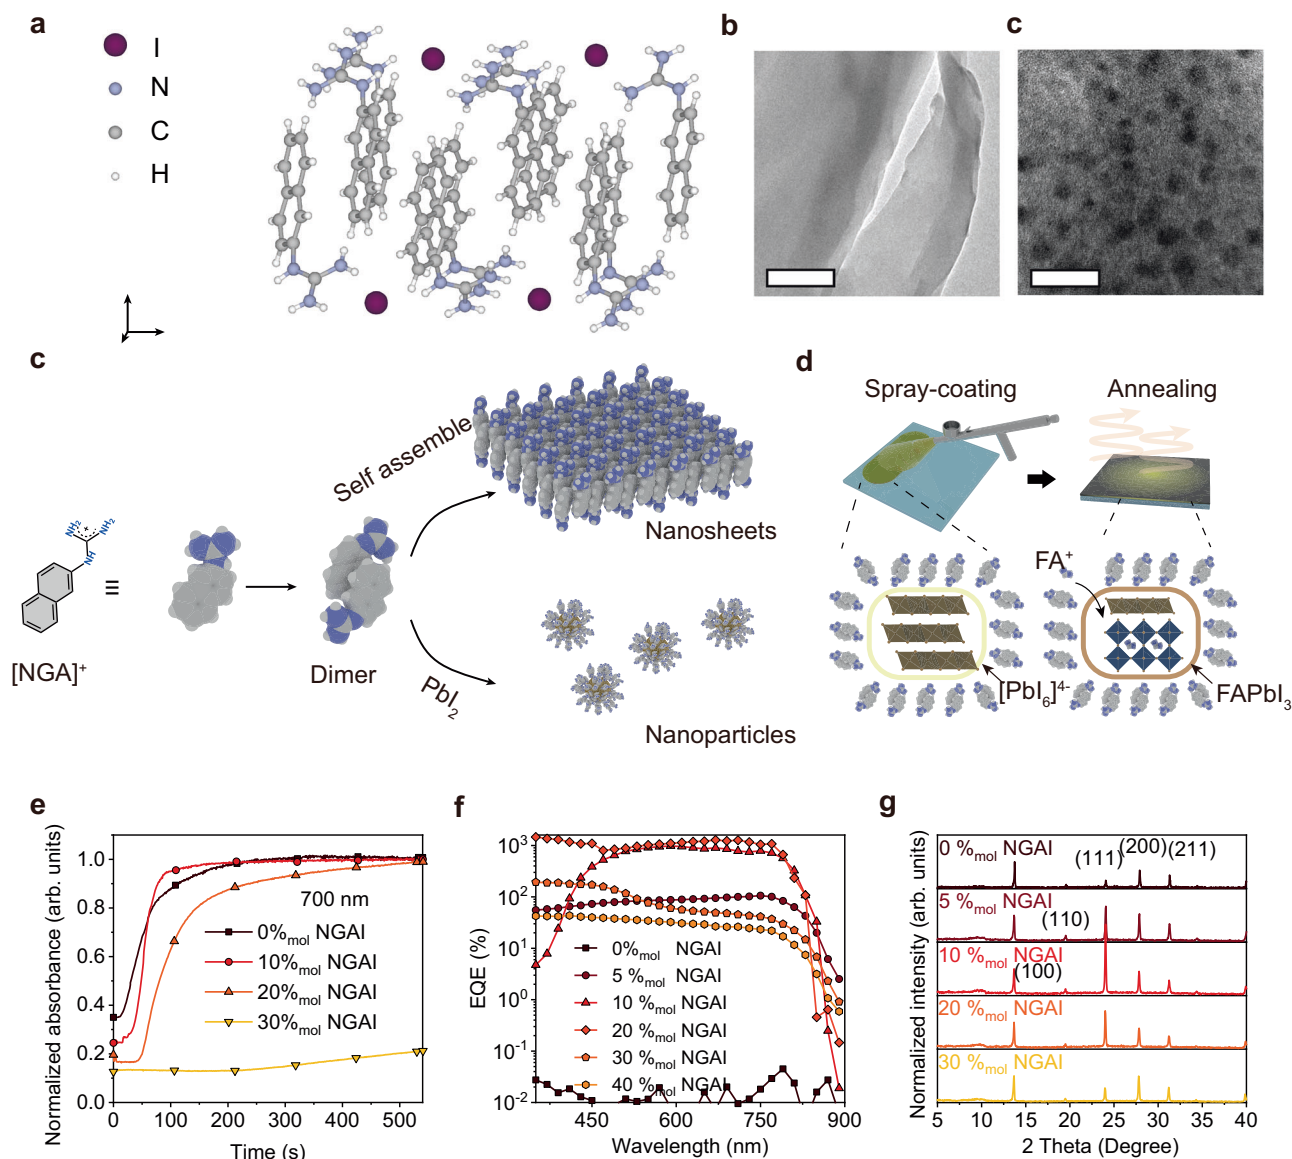 a
I
N
C
H
b
c
c
[NGA]+
NH2
+
NH2
NH
≡
Dimer
Self assemble
PbI2
Nanosheets
Nanoparticles
d
Spray-coating
Annealing
FA+
[PbI6]4-
FAPbI3
e
Normalized absorbance (arb. units)
1.0
0.8
0.6
0.4
0.2
0.0
700 nm
0%mol NGAI
10%mol NGAI
20%mol NGAI
30%mol NGAI
0 100 200 300 400 500
Time (s)
f
EQE (%)
10^3
10^2
10^1
10^0
10^-1
10^-2
0%mol NGAI
5 %mol NGAI
10 %mol NGAI
20 %mol NGAI
30 %mol NGAI
40 %mol NGAI
450 600 750 900
Wavelength (nm)
g
Normalized intensity (arb. units)
0 %mol NGAI
(111) (200) (211)
5 %mol NGAI
(110)
10 %mol NGAI
(100)
20 %mol NGAI
30 %mol NGAI
5 10 15 20 25 30 35 40
2 Theta (Degree)